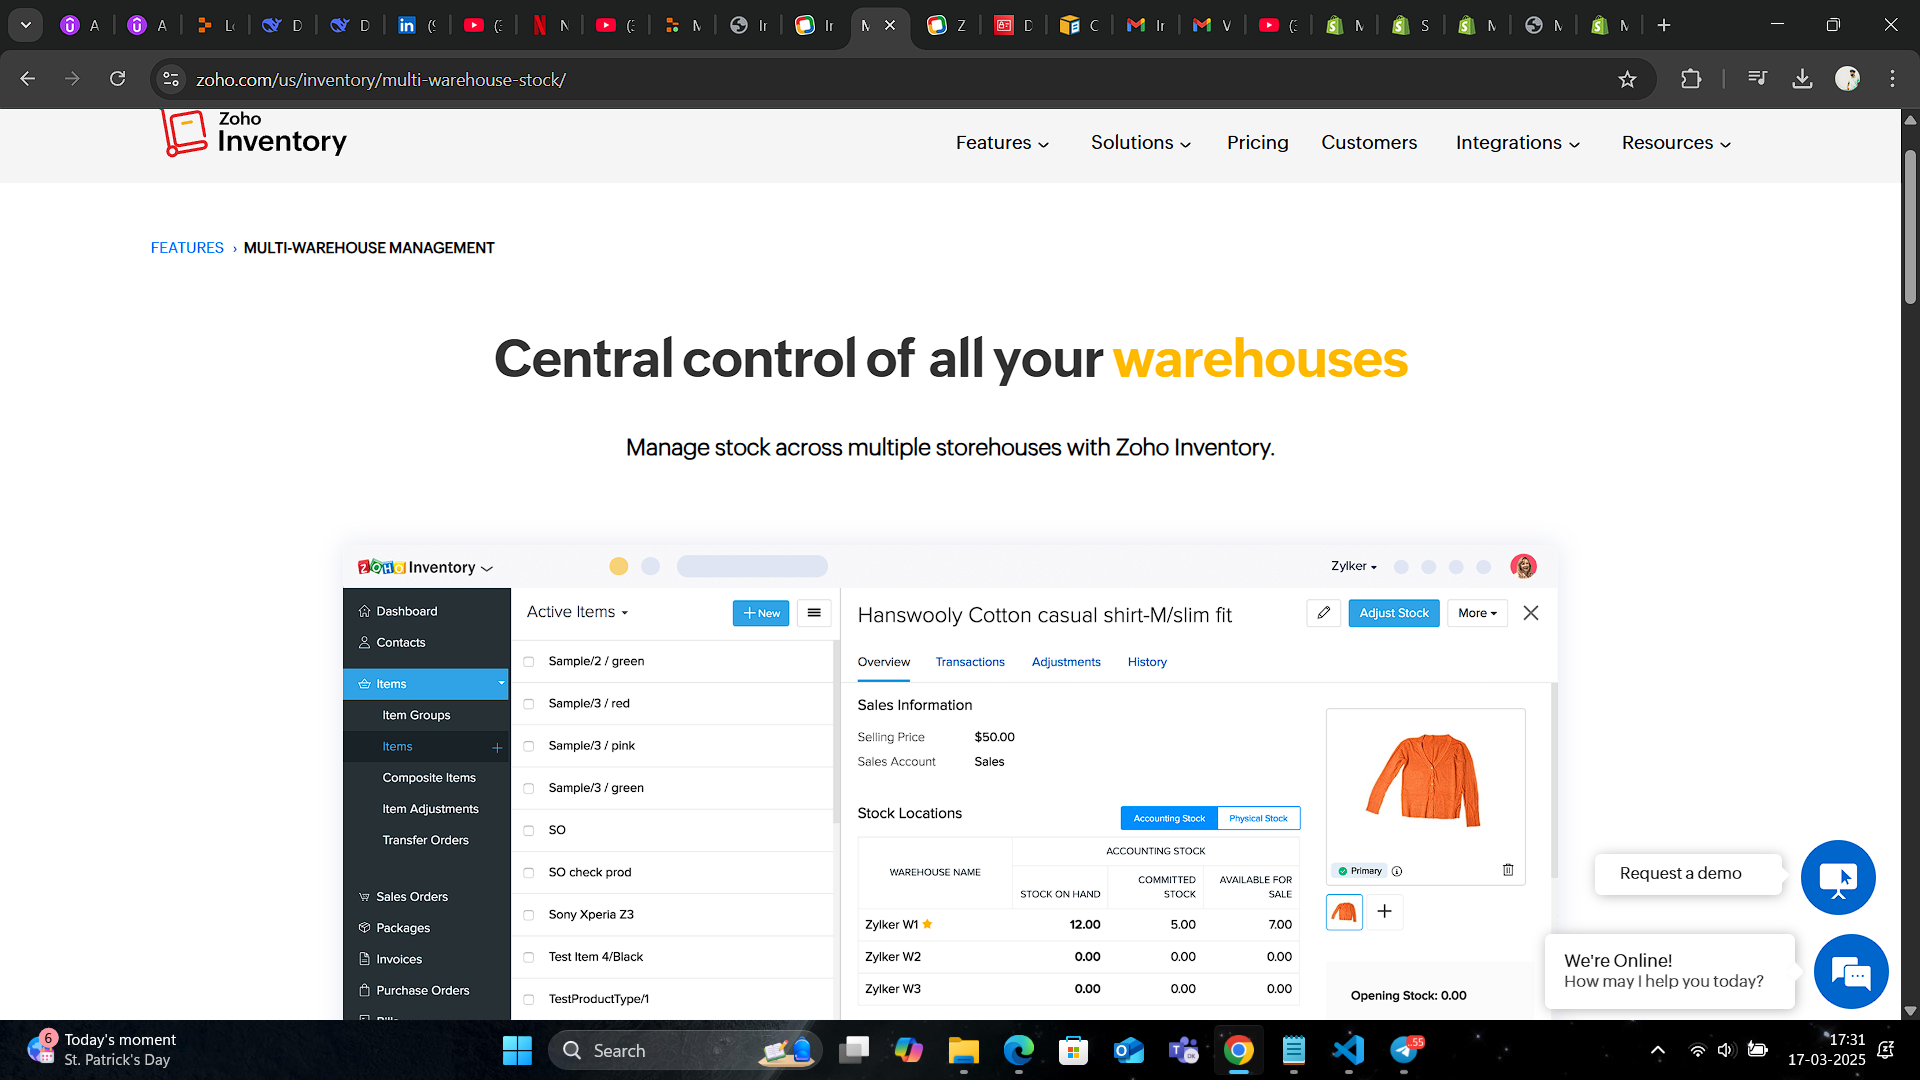 A
A
L
D
D
(9
(3
N
(3
M
Ir
Ir
M
Z
D
C
Ir
V
(3
M
S
M
M
M
zoho.com/us/inventory/multi-warehouse-stock/
Zoho
Inventory
Features
Solutions
Pricing
Customers
Integrations
Resources
FEATURES › MULTI-WAREHOUSE MANAGEMENT
Central control of all your warehouses
Manage stock across multiple storehouses with Zoho Inventory.
ZOHO Inventory
Zylker
Dashboard
Contacts
Items
Item Groups
Items +
Composite Items
Item Adjustments
Transfer Orders
Sales Orders
Packages
Invoices
Purchase Orders
Bills
Active Items
+ New
Sample/2 / green
Sample/3 / red
Sample/3 / pink
Sample/3 / green
SO
SO check prod
Sony Xperia Z3
Test Item 4/Black
TestProductType/1
Hanswooly Cotton casual shirt-M/slim fit
Adjust Stock
More
Overview
Transactions
Adjustments
History
Sales Information
Selling Price $50.00
Sales Account Sales
Stock Locations
Accounting Stock
Physical Stock
WAREHOUSE NAME
ACCOUNTING STOCK
STOCK ON HAND
COMMITTED
STOCK
AVAILABLE FOR
SALE
Zylker W1 12.00 5.00 7.00
Zylker W2 0.00 0.00 0.00
Zylker W3 0.00 0.00 0.00
Primary
Opening Stock: 0.00
Request a demo
We're Online!
How may I help you today?
6
Today's moment
St. Patrick's Day
Search
55
17:31
17-03-2025